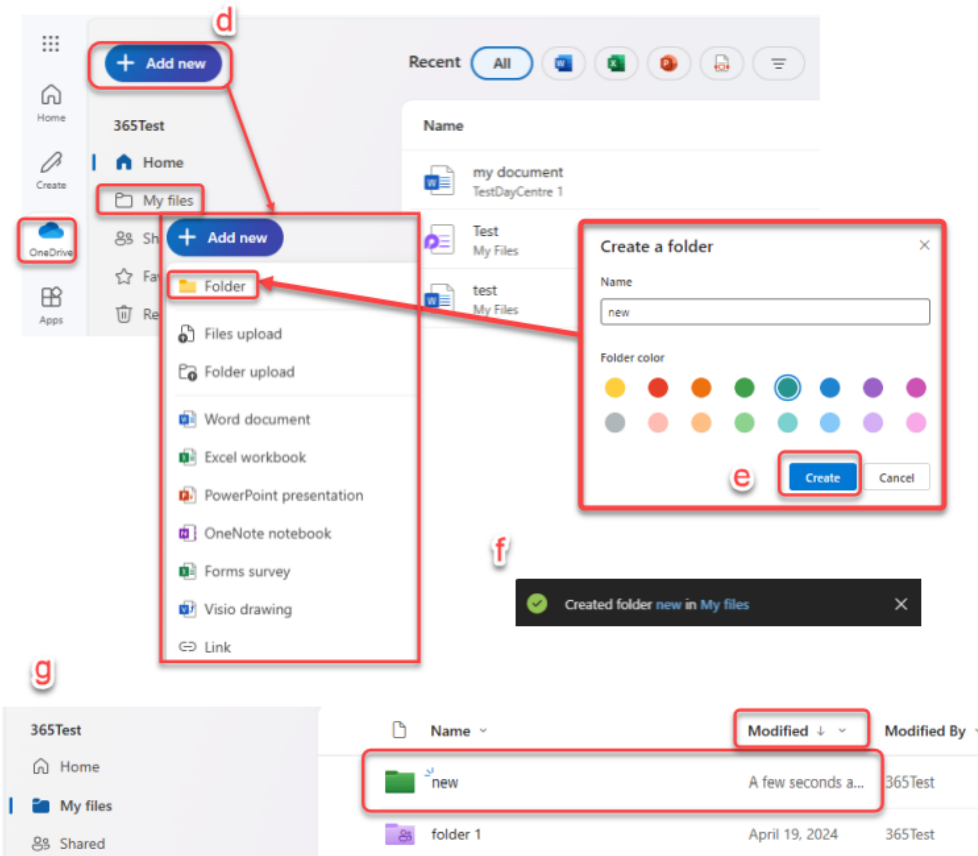 d
Add new
Recent
All
Home
365Test
Name
Home
my document
TestDayCentre 1
Create
My files
Add new
Sh
Test
My Files
OneDrive
Folder
Fav
test
My Files
Apps
Re
Files upload
Folder upload
Word document
Excel workbook
PowerPoint presentation
OneNote notebook
Forms survey
Visio drawing
Link
Create a folder
Name
new
Folder color
e
Create
Cancel
f
Created folder new in My files
g
365Test
Name
Modified
Modified By
Home
new
A few seconds a...
365Test
My files
folder 1
April 19, 2024
365Test
Shared